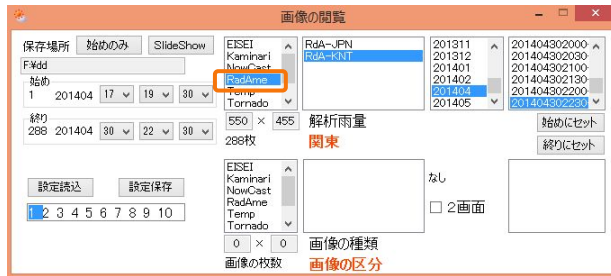 画像の閲覧
保存場所 始めのみ SlideShow
F:¥dd
始め
1 201404 17 19 30
終り
288 201404 30 22 30
設定読込 設定保存
1 2 3 4 5 6 7 8 9 10
EISEI
Kaminari
NowCast
RadAme
Temp
Tornado
550 × 455
288枚
RdA-JPN
RdA-KNT
解析雨量
関東
201311
201312
201401
201402
201404
201405
201404302000
201404302030
201404302100
201404302130
201404302200
201404302230
始めにセット
終りにセット
EISEI
Kaminari
NowCast
RadAme
Temp
Tornado
0 × 0
画像の枚数
画像の種類
画像の区分
なし
2画面